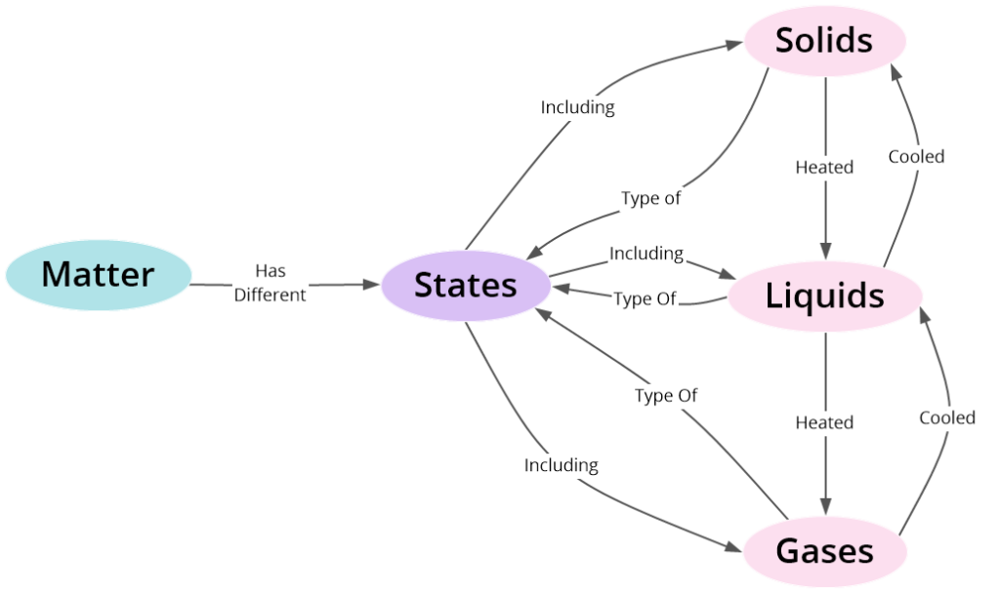 Solids
Including
Heated
Cooled
Type of
Including
Has
Different
Matter
States
Liquids
Type Of
Type Of
Heated
Cooled
Including
Gases